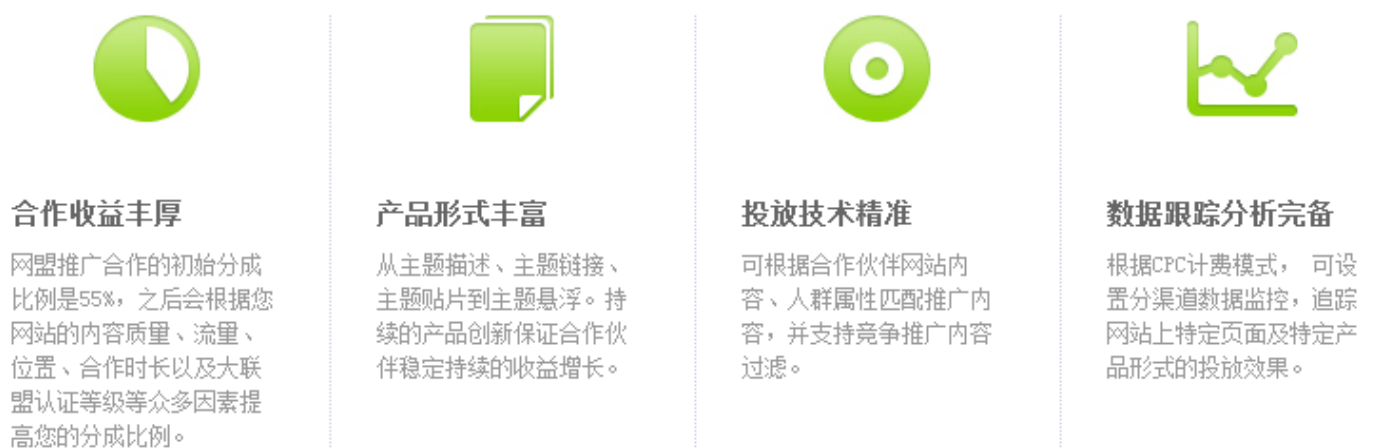 合作收益丰厚
网盟推广合作的初始分成
比例是55%，之后会根据您
网站的内容质量、流量、
位置、合作时长以及大联
盟认证等级等众多因素提
高您的分成比例。
产品形式丰富
从主题描述、主题链接、
主题贴片到主题悬浮。持
续的产品创新保证合作伙
伴稳定持续的收益增长。
投放技术精准
可根据合作伙伴网站内
容、人群属性匹配推广内
容，并支持竞争推广内容
过滤。
数据跟踪分析完备
根据CPC计费模式， 可设
置分渠道数据监控，追踪
网站上特定页面及特定产
品形式的投放效果。